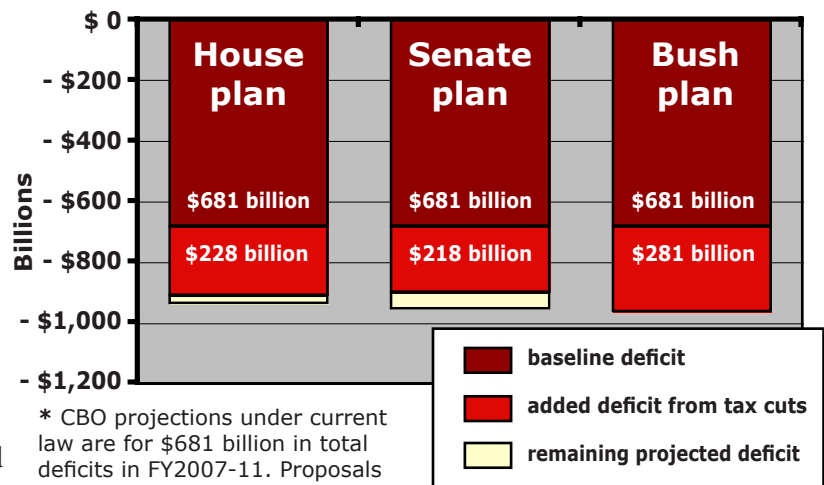 $ 0
- $200
- $400
- $600
- $800
- $1,000
- $1,200
Billions
House
plan
$681 billion
$228 billion
Senate
plan
$681 billion
$218 billion
Bush
plan
$681 billion
$281 billion
baseline deficit
added deficit from tax cuts
remaining projected deficit
* CBO projections under current
law are for $681 billion in total
deficits in FY2007-11. Proposals